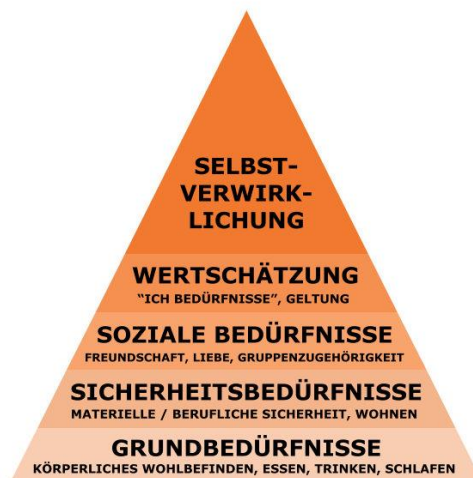 SELBST-
VERWIRK-
LICHUNG
WERTSCHÄTZUNG
"ICH BEDÜRFNISSE", GELTUNG
SOZIALE BEDÜRFNISSE
FREUNDSCHAFT, LIEBE, GRUPPENZUGEHÖRIGKEIT
SICHERHEITSBEDÜRFNISSE
MATERIELLE / BERUFLICHE SICHERHEIT, WOHNEN
GRUNDBEDÜRFNISSE
KÖRPERLICHES WOHLBEFINDEN, ESSEN, TRINKEN, SCHLAFEN